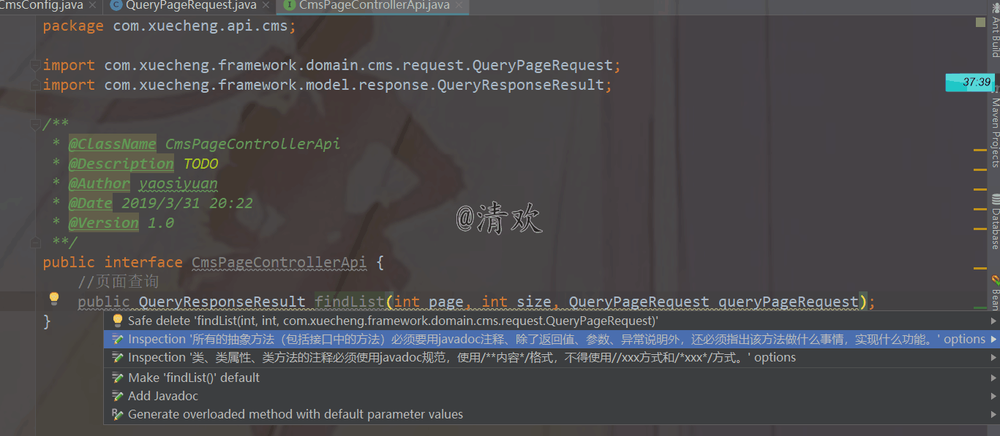 CmsConfig.java × QueryPageRequest.java × CmsPageControllerApi.java ×
package com.xuecheng.api.cms;
import com.xuecheng.framework.domain.cms.request.QueryPageRequest;
import com.xuecheng.framework.model.response.QueryResponseResult;
/**
* @ClassName CmsPageControllerApi
* @Description TODO
* @Author yaosiyuan
* @Date 2019/3/31 20:22
* @Version 1.0
**/
public interface CmsPageControllerApi {
//页面查询
public QueryResponseResult findList(int page, int size, QueryPageRequest queryPageRequest);
}
Safe delete 'findList(int, int, com.xuecheng.framework.domain.cms.request.QueryPageRequest)'
Inspection '所有的抽象方法（包括接口中的方法）必须要用javadoc注释、除了返回值、参数、异常说明外，还必须指出该方法做什么事情，实现什么功能。' options
Inspection '类、类属性、类方法的注释必须使用javadoc规范，使用/**内容*/格式，不得使用//xxx方式和/*xxx*/方式。' options
Make 'findList()' default
Add Javadoc
Generate overloaded method with default parameter values
@清欢
37:39
Ant Build
Maven Projects
Database
Bean